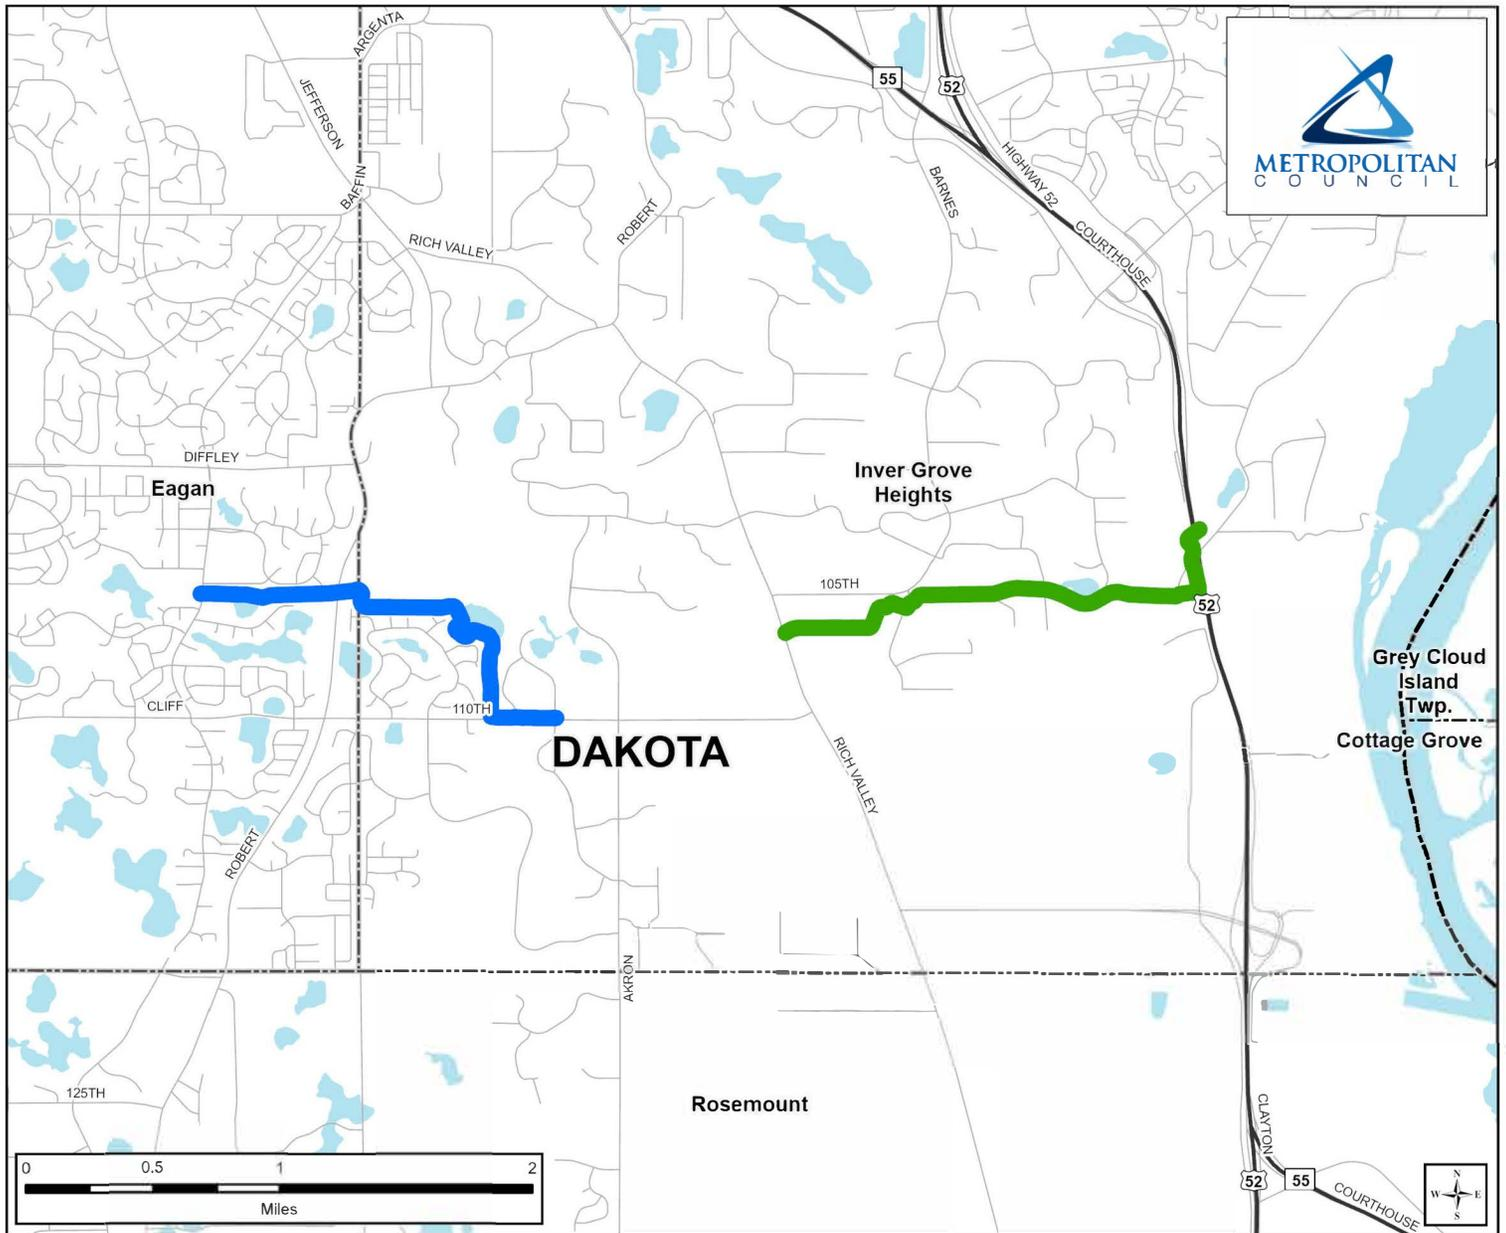 ARGENTA
JEFFERSON
BAFFIN
RICH VALLEY
ROBERT
55
52
HIGHWAY 52
BARNES
COURTHOUSE
METROPOLITAN
COUNCIL
DIFFLEY
Eagan
Inver Grove
Heights
105TH
52
Grey Cloud
Island
Twp.
Cottage Grove
CLIFF
110TH
DAKOTA
RICH VALLEY
ROBERT
AKRON
125TH
Rosemount
CLAYTON
52
55
COURTHOUSE
0 0.5 1 2
Miles
N
W E
S